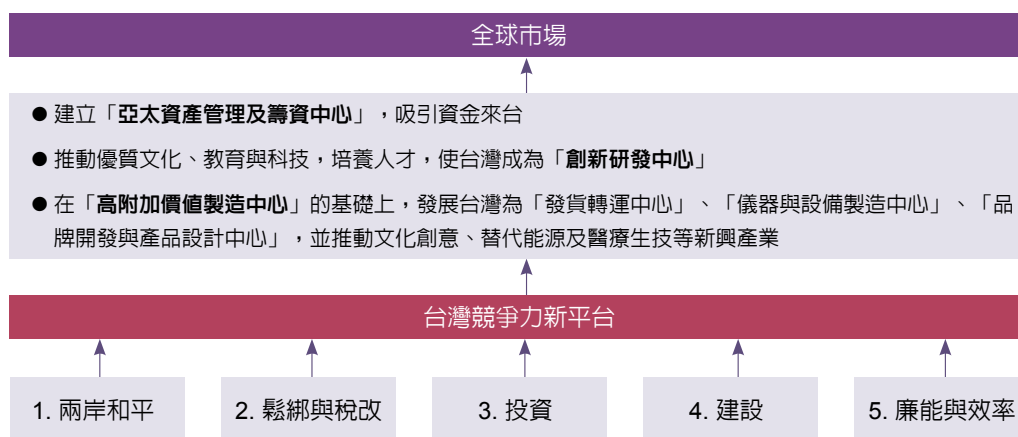 全球市場
● 建立「亞太資產管理及籌資中心」，吸引資金來台
● 推動優質文化、教育與科技，培養人才，使台灣成為「創新研發中心」
● 在「高附加價值製造中心」的基礎上，發展台灣為「發貨轉運中心」、「儀器與設備製造中心」、「品
牌開發與產品設計中心」，並推動文化創意、替代能源及醫療生技等新興產業
台灣競爭力新平台
1. 兩岸和平
2. 鬆綁與稅改
3. 投資
4. 建設
5. 廉能與效率